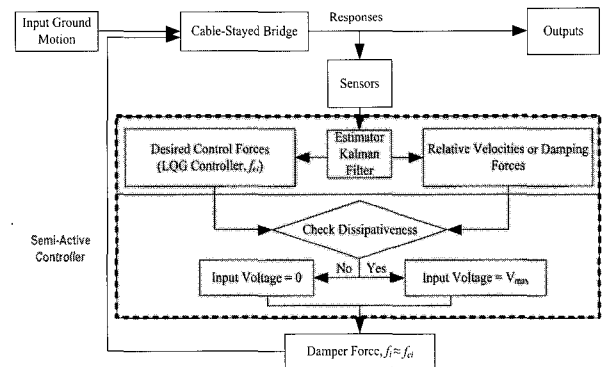 Input Ground
Motion
Cable-Stayed Bridge
Responses
Outputs
Sensors
Desired Control Forces
(LQG Controller, fci)
Estimator
Kalman
Filter
Relative Velocities or Damping
Forces
Check Dissipativeness
Semi-Active
Controller
No Yes
Input Voltage = 0
Input Voltage = Vmax
Damper Force, fi ≈ fci